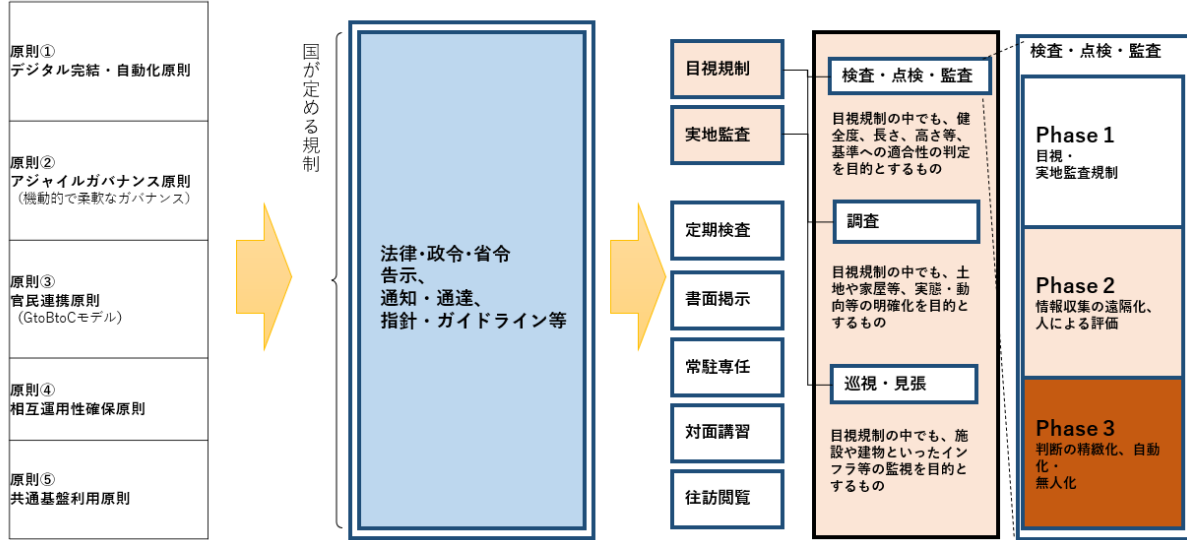 原則①
デジタル完結・自動化原則
原則②
アジャイルガバナンス原則
（機動的で柔軟なガバナンス）
原則③
官民連携原則
（GtoBtoCモデル）
原則④
相互運用性確保原則
原則⑤
共通基盤利用原則
国が定める規制
法律・政令・省令
告示、
通知・通達、
指針・ガイドライン等
目視規制
実地監査
定期検査
書面掲示
常駐専任
対面講習
往訪閲覧
検査・点検・監査
目視規制の中でも、健
全度、長さ、高さ等、
基準への適合性の判定
を目的とするもの
調査
目視規制の中でも、土
地や家屋等、実態・動
向等の明確化を目的と
するもの
巡視・見張
目視規制の中でも、施
設や建物といったイン
フラ等の監視を目的と
するもの
検査・点検・監査
Phase 1
目視・
実地監査規制
Phase 2
情報収集の遠隔化、
人による評価
Phase 3
判断の精緻化、自動
化・
無人化